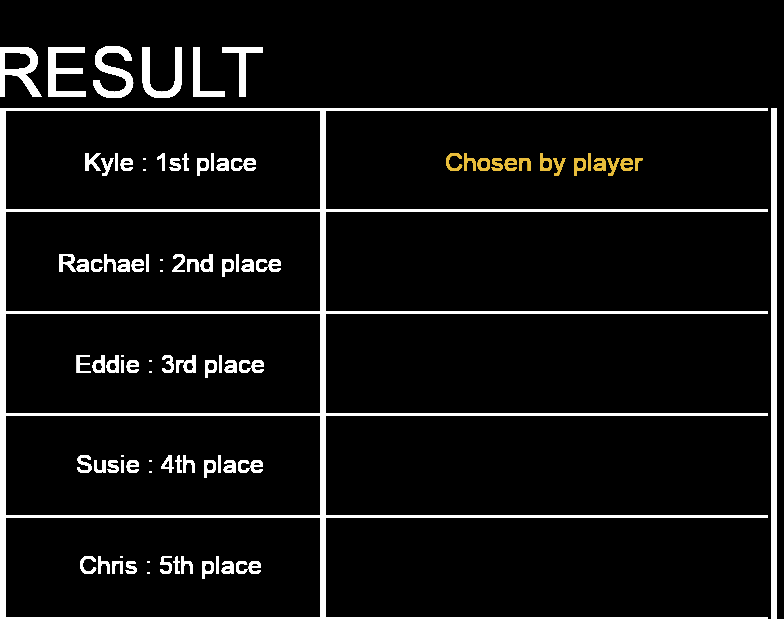 RESULT
Kyle : 1st place
Chosen by player
Rachael : 2nd place
Eddie : 3rd place
Susie : 4th place
Chris : 5th place